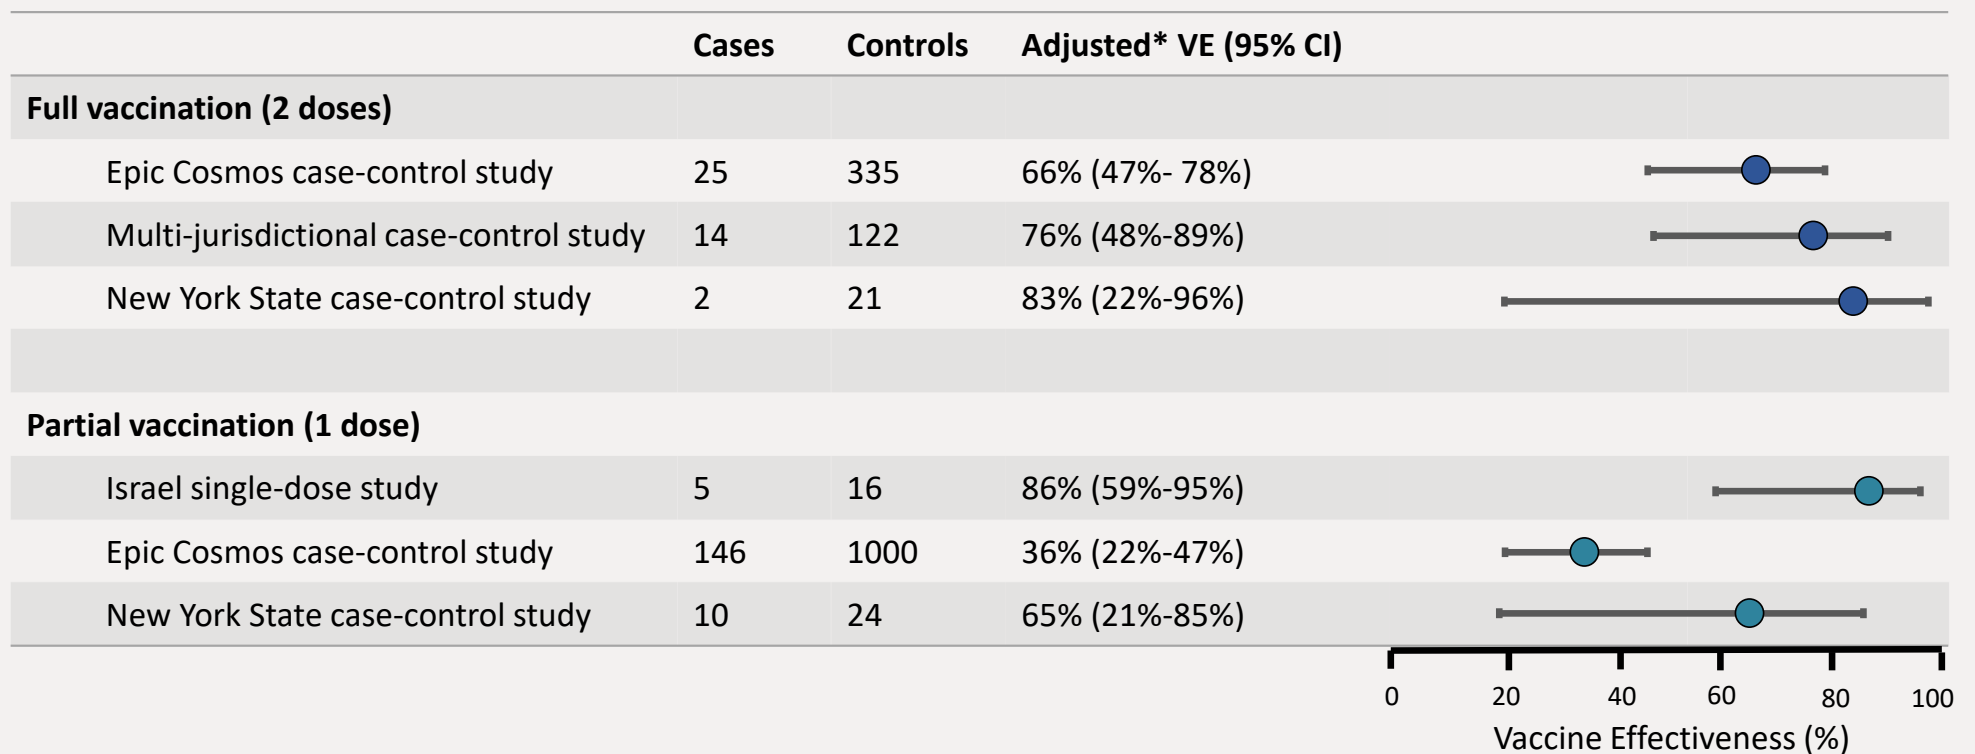 Cases Controls Adjusted* VE (95% CI)
Full vaccination (2 doses)
Epic Cosmos case-control study 25 335 66% (47%- 78%)
Multi-jurisdictional case-control study 14 122 76% (48%-89%)
New York State case-control study 2 21 83% (22%-96%)
Partial vaccination (1 dose)
Israel single-dose study 5 16 86% (59%-95%)
Epic Cosmos case-control study 146 1000 36% (22%-47%)
New York State case-control study 10 24 65% (21%-85%)
0 20 40 60 80 100
Vaccine Effectiveness (%)